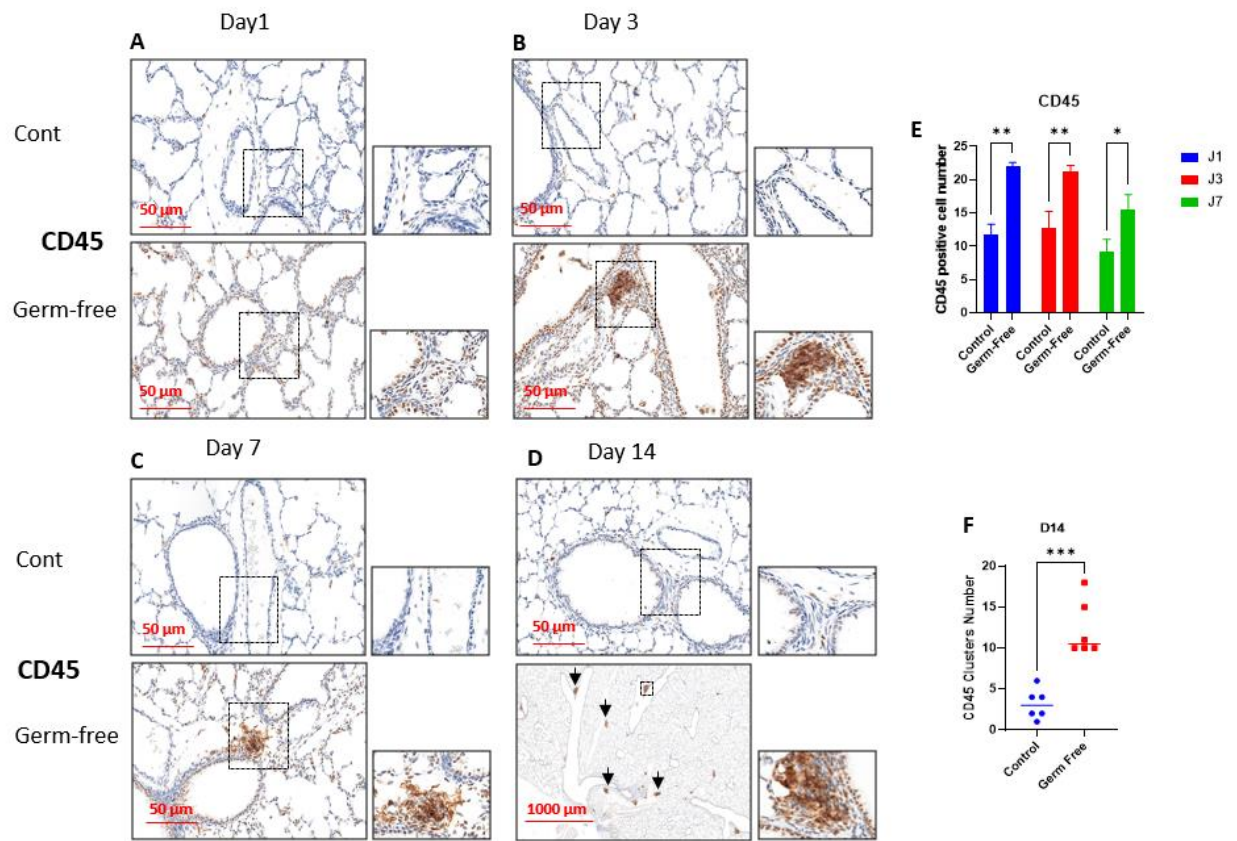 Day1
Day 3
A
B
Cont
50 µm
50 µm
CD45
Germ-free
50 µm
50 µm
Day 7
Day 14
C
D
Cont
50 µm
50 µm
CD45
Germ-free
50 µm
1000 µm
E
CD45
** ** *
CD45 positive cell number
25
20
15
10
5
0
Control
Germ-Free
Control
Germ-Free
Control
Germ-Free
J1
J3
J7
F
D14
***
CD45 Clusters Number
20
15
10
5
0
Control
Germ Free